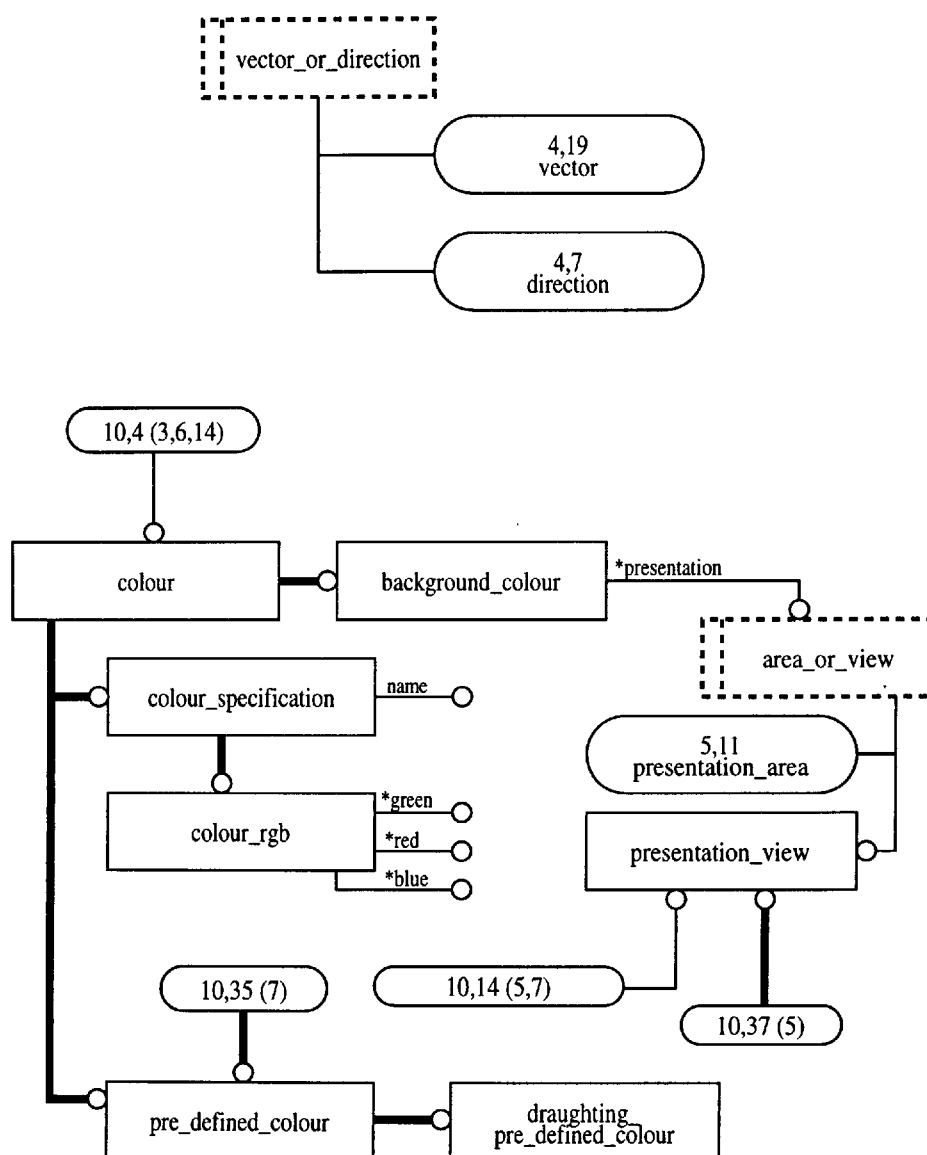 vector_or_direction
4,19
vector
4,7
direction
10,4 (3,6,14)
colour
background_colour
*presentation
area_or_view
colour_specification
name
5,11
presentation_area
colour_rgb
*green
*red
*blue
presentation_view
10,35 (7)
10,14 (5,7)
10,37 (5)
pre_defined_colour
draughting_
pre_defined_colour